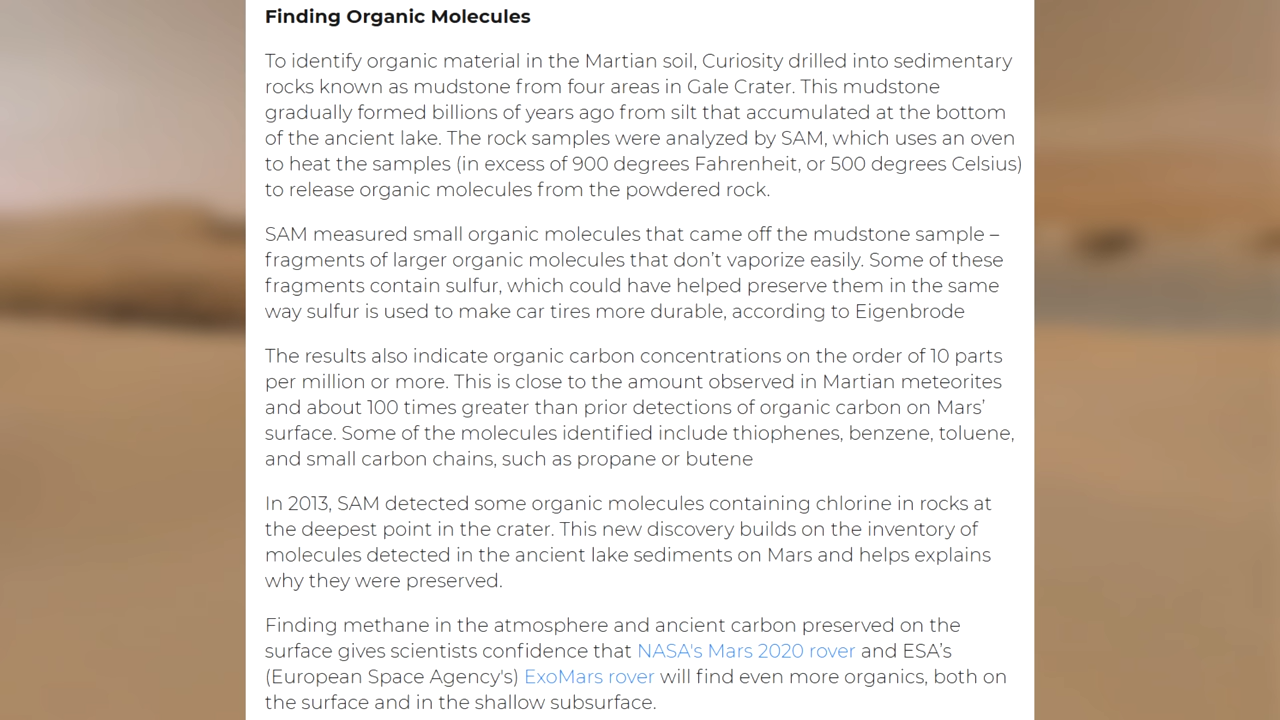 Finding Organic Molecules
To identify organic material in the Martian soil, Curiosity drilled into sedimentary
rocks known as mudstone from four areas in Gale Crater. This mudstone
gradually formed billions of years ago from silt that accumulated at the bottom
of the ancient lake. The rock samples were analyzed by SAM, which uses an oven
to heat the samples (in excess of 900 degrees Fahrenheit, or 500 degrees Celsius)
to release organic molecules from the powdered rock.
SAM measured small organic molecules that came off the mudstone sample –
fragments of larger organic molecules that don’t vaporize easily. Some of these
fragments contain sulfur, which could have helped preserve them in the same
way sulfur is used to make car tires more durable, according to Eigenbrode
The results also indicate organic carbon concentrations on the order of 10 parts
per million or more. This is close to the amount observed in Martian meteorites
and about 100 times greater than prior detections of organic carbon on Mars’
surface. Some of the molecules identified include thiophenes, benzene, toluene,
and small carbon chains, such as propane or butene
In 2013, SAM detected some organic molecules containing chlorine in rocks at
the deepest point in the crater. This new discovery builds on the inventory of
molecules detected in the ancient lake sediments on Mars and helps explains
why they were preserved.
Finding methane in the atmosphere and ancient carbon preserved on the
surface gives scientists confidence that NASA's Mars 2020 rover and ESA’s
(European Space Agency's) ExoMars rover will find even more organics, both on
the surface and in the shallow subsurface.